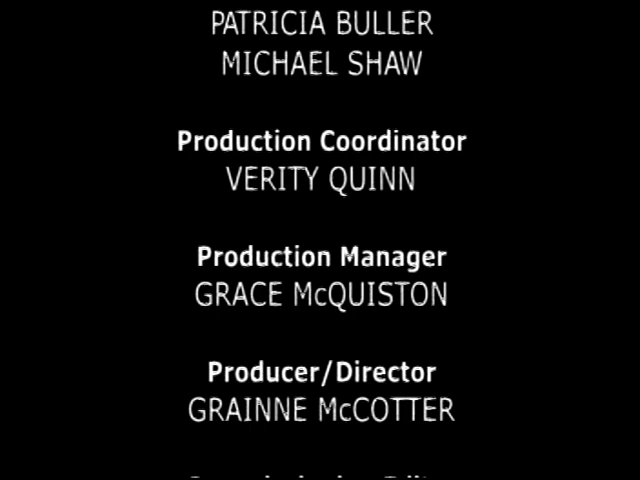 PATRICIA BULLER
MICHAEL SHAW
Production Coordinator
VERITY QUINN
Production Manager
GRACE McQUISTON
Producer/Director
GRAINNE McCOTTER